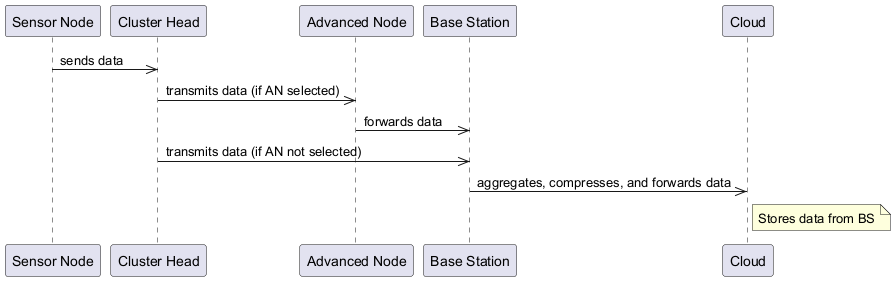 Sensor Node Cluster Head Advanced Node Base Station Cloud
sends data
transmits data (if AN selected)
forwards data
transmits data (if AN not selected)
aggregates, compresses, and forwards data
Stores data from BS
Sensor Node Cluster Head Advanced Node Base Station Cloud